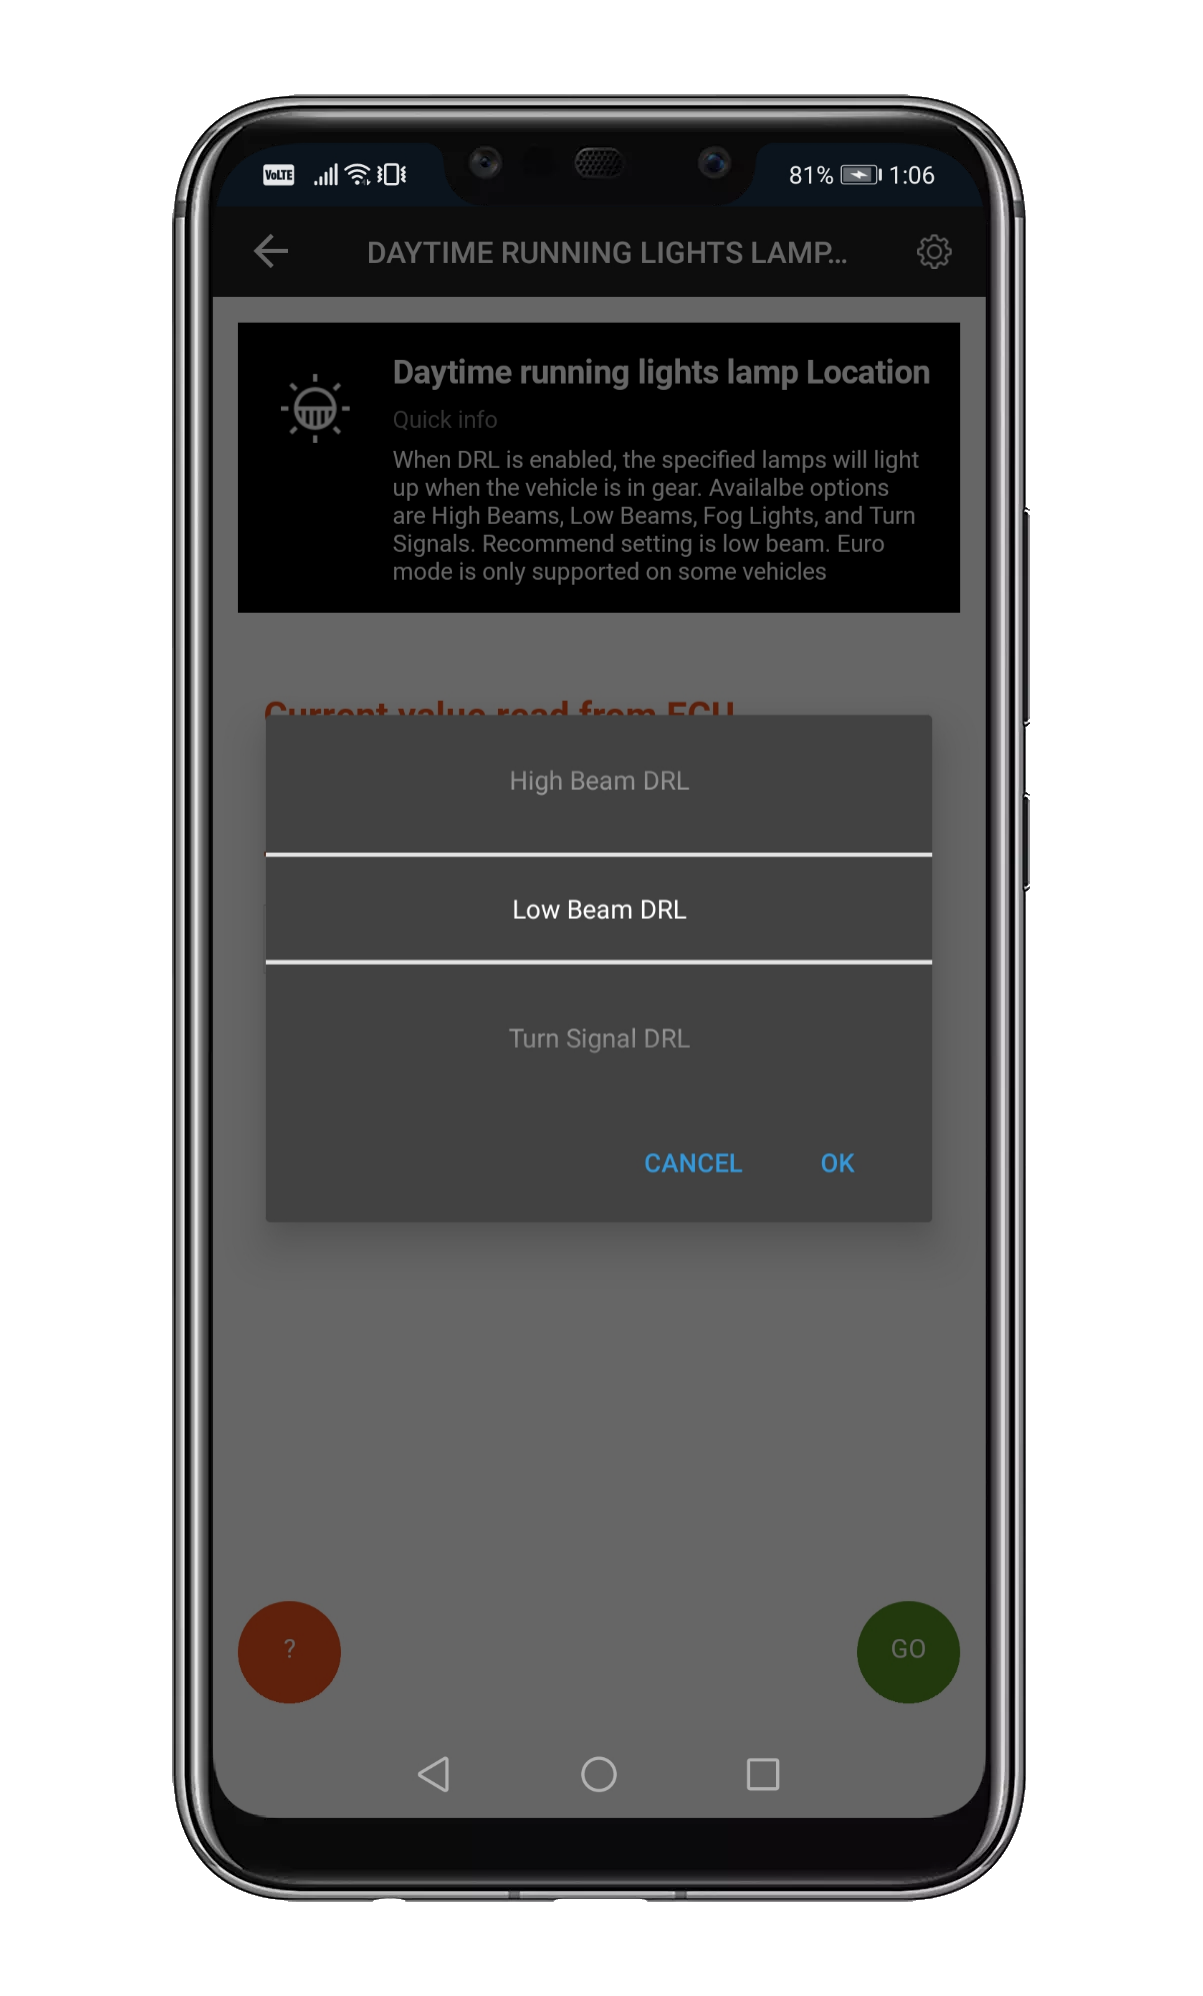 VoLTE 81% 1:06
DAYTIME RUNNING LIGHTS LAMP...
Daytime running lights lamp Location
Quick info
When DRL is enabled, the specified lamps will light
up when the vehicle is in gear. Availalbe options
are High Beams, Low Beams, Fog Lights, and Turn
Signals. Recommend setting is low beam. Euro
mode is only supported on some vehicles
Current value read from ECU
High Beam DRL
Low Beam DRL
Turn Signal DRL
CANCEL OK
? GO